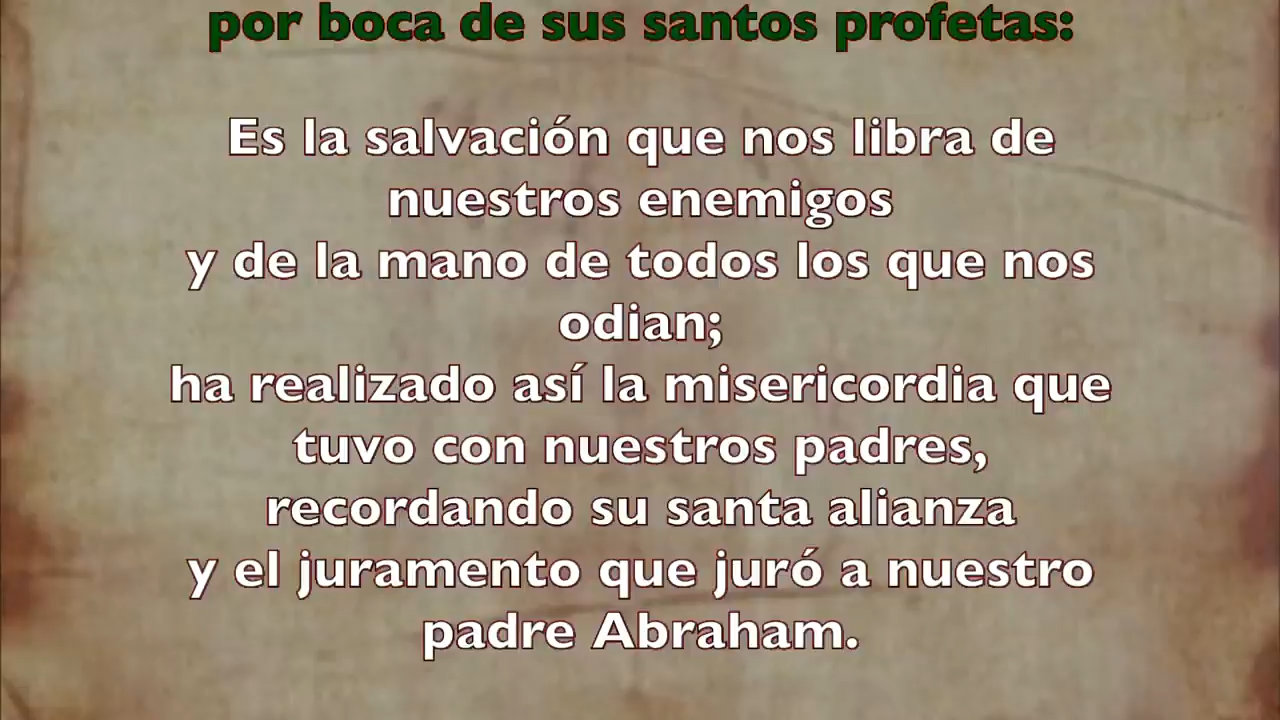 por boca de sus santos profetas:
Es la salvación que nos libra de
nuestros enemigos
y de la mano de todos los que nos
odian;
ha realizado así la misericordia que
tuvo con nuestros padres,
recordando su santa alianza
y el juramento que juró a nuestro
padre Abraham.